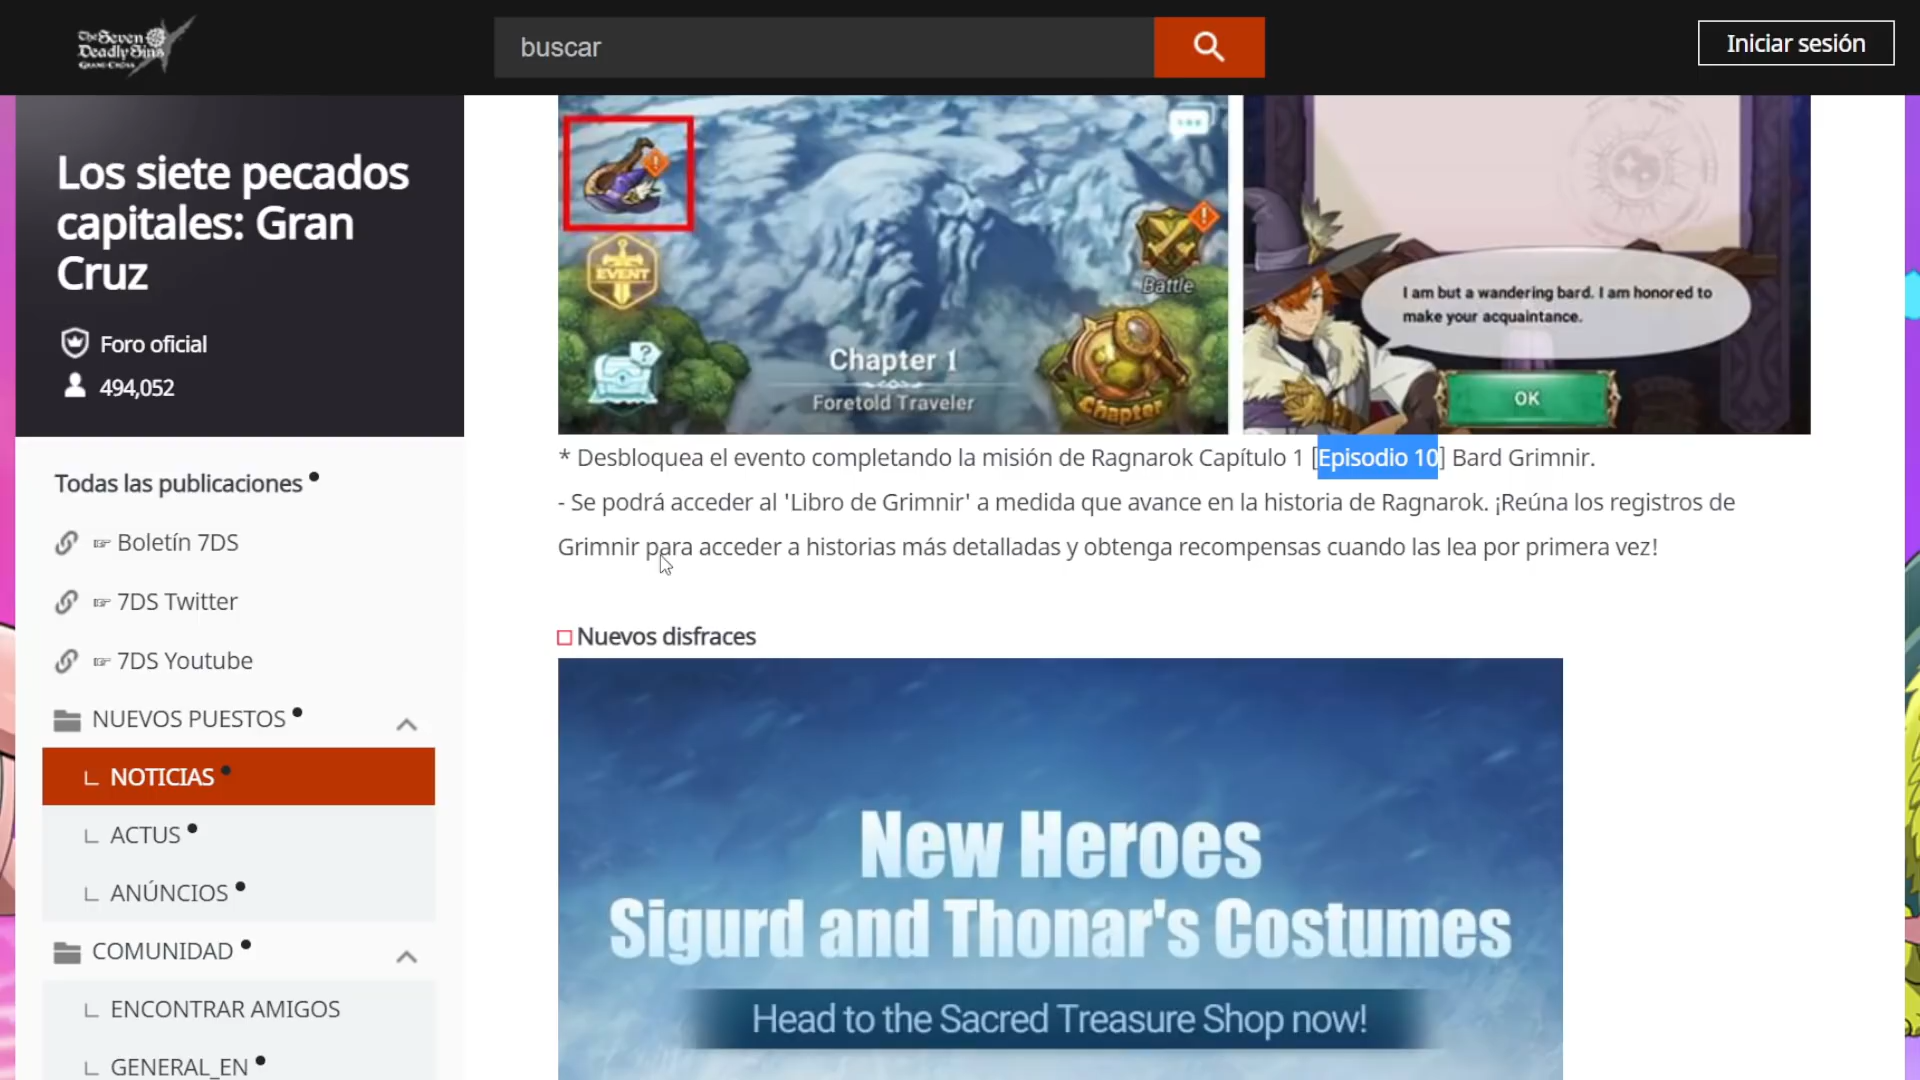 The Seven
Deadly Sins
GRAND CROSS
buscar
Iniciar sesión
Los siete pecados
capitales: Gran
Cruz
Foro oficial
494,052
Todas las publicaciones
☞ Boletín 7DS
☞ 7DS Twitter
☞ 7DS Youtube
NUEVOS PUESTOS
NOTICIAS
ACTUS
ANÚNCIOS
COMUNIDAD
ENCONTRAR AMIGOS
GENERAL_EN
EVENT
Battle
Chapter 1
Foretold Traveler
Chapter
I am but a wandering bard. I am honored to
make your acquaintance.
OK
* Desbloquea el evento completando la misión de Ragnarok Capítulo 1 [Episodio 10] Bard Grimnir.
- Se podrá acceder al 'Libro de Grimnir' a medida que avance en la historia de Ragnarok. ¡Reúna los registros de
Grimnir para acceder a historias más detalladas y obtenga recompensas cuando las lea por primera vez!
□ Nuevos disfraces
New Heroes
Sigurd and Thonar's Costumes
Head to the Sacred Treasure Shop now!